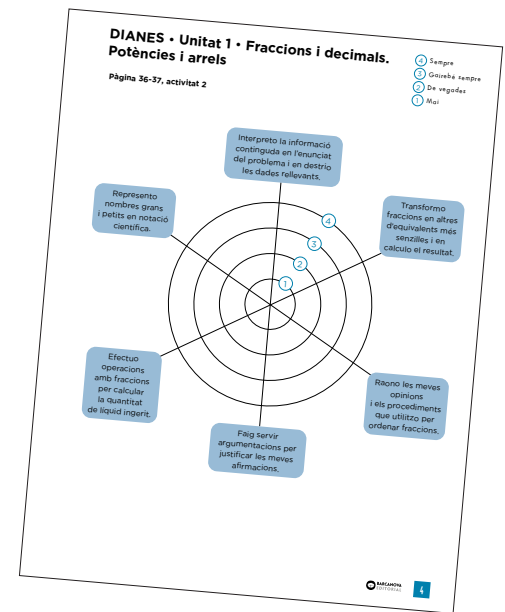 DIANES • Unitat 1 • Fraccions i decimals.
Potències i arrels
Pàgina 36-37, activitat 2
4 Sempre
3 Gairebé sempre
2 De vegades
1 Mai
Interpreto la informació
continguda en l'enunciat
del problema i en destrio
les dades rellevants.
Represento
nombres grans
i petits en notació
científica.
Transformo
fraccions en altres
d'equivalents més
senzilles i en
calculo el resultat.
4
3
2
1
Efectuo
operacions
amb fraccions
per calcular
la quantitat
de líquid ingerit.
Raono les meves
opinions
i els procediments
que utilitzo per
ordenar fraccions.
Faig servir
argumentacions per
justificar les meves
afirmacions.
BARCANOVA
EDITORIAL
4